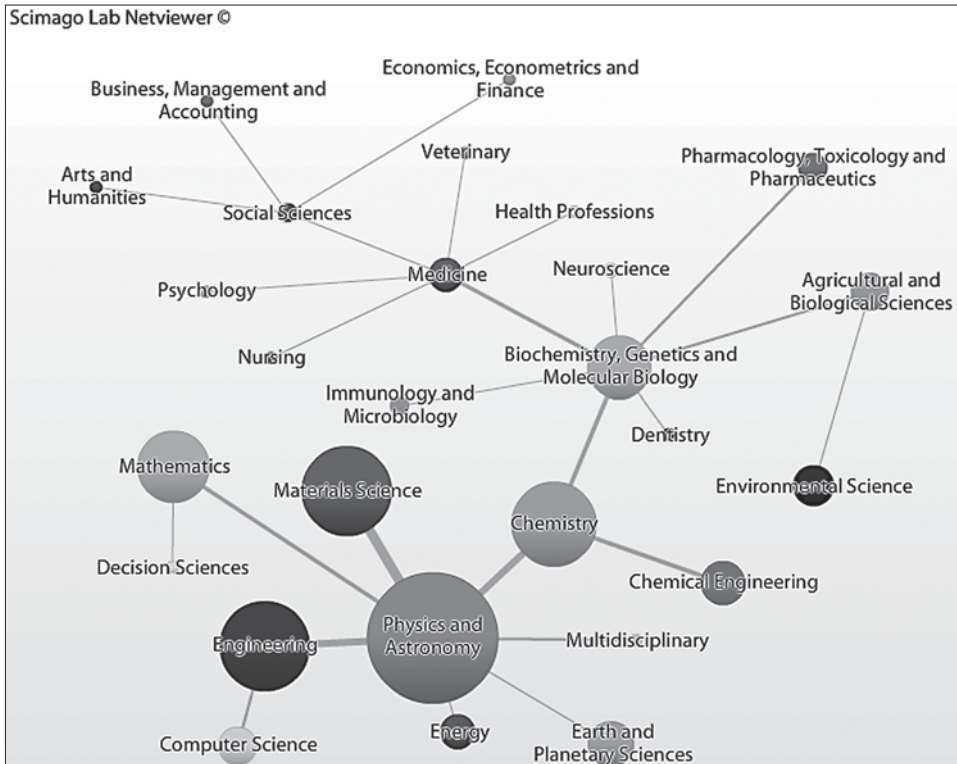 Scimago Lab Netviewer ©
Economics, Econometrics and
Finance
Business, Management and
Accounting
Veterinary
Pharmacology, Toxicology and
Pharmaceutics
Arts and
Humanities
Social Sciences
Health Professions
Medicine
Neuroscience
Psychology
Agricultural and
Biological Sciences
Nursing
Biochemistry, Genetics and
Molecular Biology
Immunology and
Microbiology
Dentistry
Mathematics
Materials Science
Environmental Science
Chemistry
Decision Sciences
Chemical Engineering
Physics and
Astronomy
Engineering
Multidisciplinary
Energy
Earth and
Planetary Sciences
Computer Science